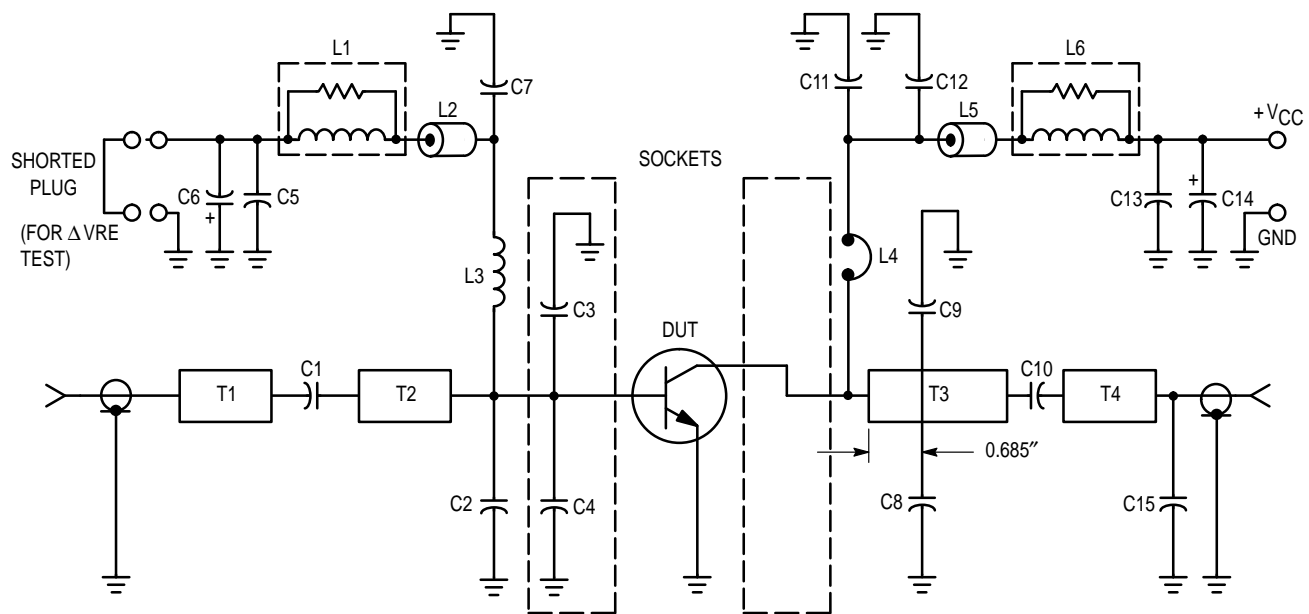 L1
C7
L2
C6
+
C5
SHORTED
PLUG
(FOR Δ VRE
TEST)
L3
C3
C1
T1
T2
C2
C4
SOCKETS
DUT
C11
C12
L5
L6
+ VCC
C13
+
C14
GND
L4
C9
T3
C10
T4
0.685″
C8
C15